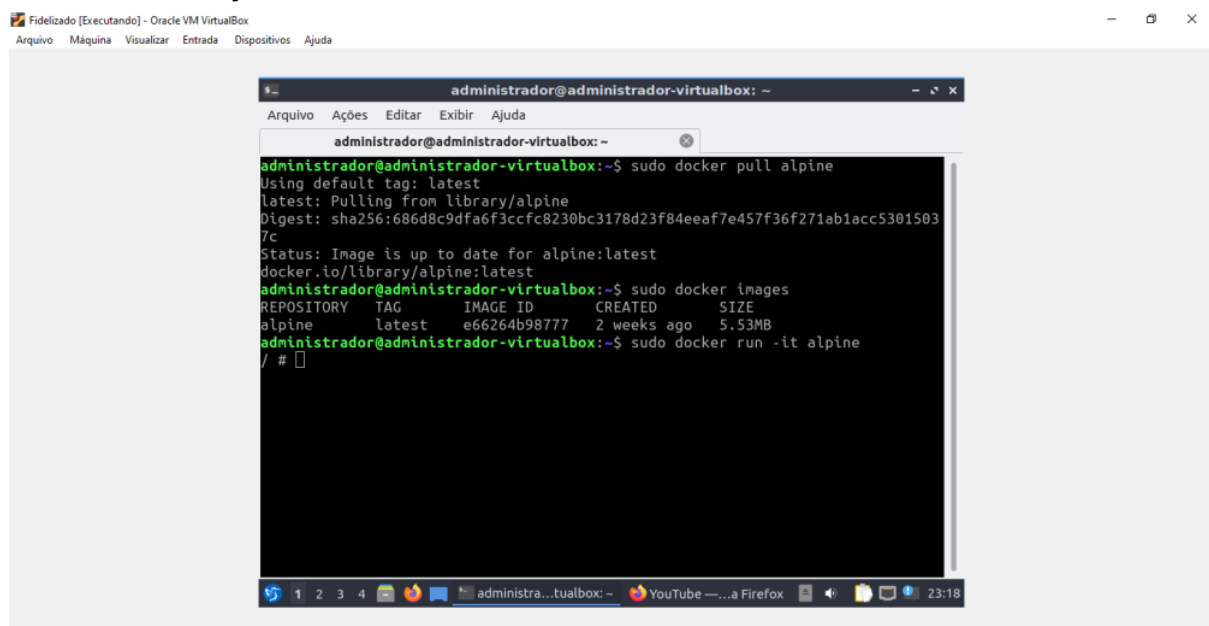 Fidelizado [Executando] - Oracle VM VirtualBox
Arquivo Máquina Visualizar Entrada Dispositivos Ajuda
administrador@administrador-virtualbox: ~
Arquivo Ações Editar Exibir Ajuda
administrador@administrador-virtualbox: ~
administrador@administrador-virtualbox:~$ sudo docker pull alpine
Using default tag: latest
latest: Pulling from library/alpine
Digest: sha256:686d8c9dfa6f3ccfc8230bc3178d23f84eeaf7e457f36f271ab1acc5301503
7c
Status: Image is up to date for alpine:latest
docker.io/library/alpine:latest
administrador@administrador-virtualbox:~$ sudo docker images
REPOSITORY TAG IMAGE ID CREATED SIZE
alpine latest e66264b98777 2 weeks ago 5.53MB
administrador@administrador-virtualbox:~$ sudo docker run -it alpine
/ #
1 2 3 4 administra...tualbox: ~ YouTube —...a Firefox 23:18